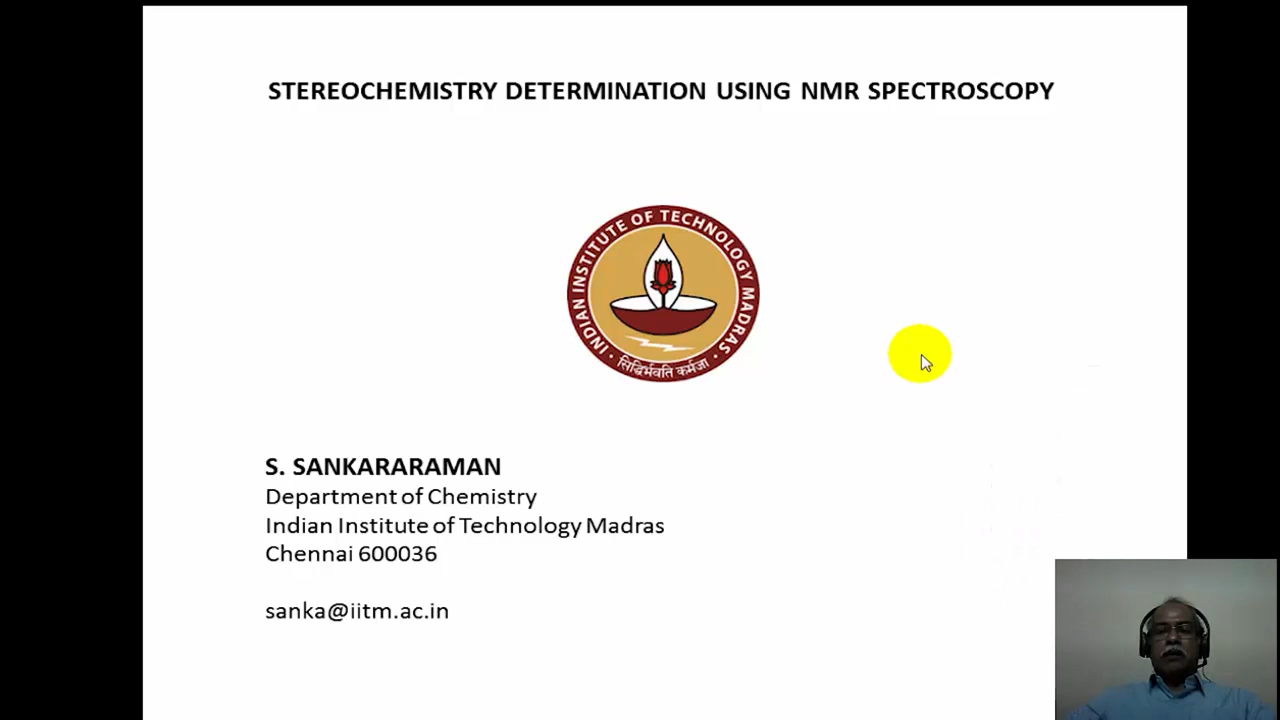 STEREOCHEMISTRY DETERMINATION USING NMR SPECTROSCOPY
INDIAN INSTITUTE OF TECHNOLOGY MADRAS
सिद्धिर्भवति कर्मजा
S. SANKARARAMAN
Department of Chemistry
Indian Institute of Technology Madras
Chennai 600036
sanka@iitm.ac.in